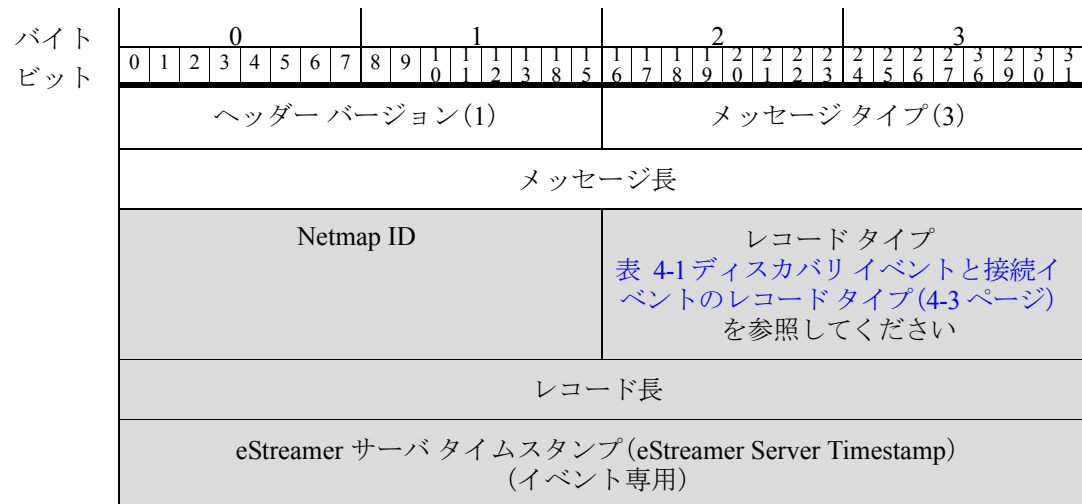 バイト 0 1 2 3
ビット 0 1 2 3 4 5 6 7 8 9 10 11 12 13 18 15 16 17 18 19 20 21 22 23 24 25 26 27 36 29 30 31
ヘッダー バージョン(1) メッセージ タイプ(3)
メッセージ長
Netmap ID レコード タイプ
表 4-1 ディスカバリ イベントと接続イ
ベントのレコード タイプ(4-3 ページ)
を参照してください
レコード長
eStreamer サーバ タイムスタンプ(eStreamer Server Timestamp)
(イベント専用)